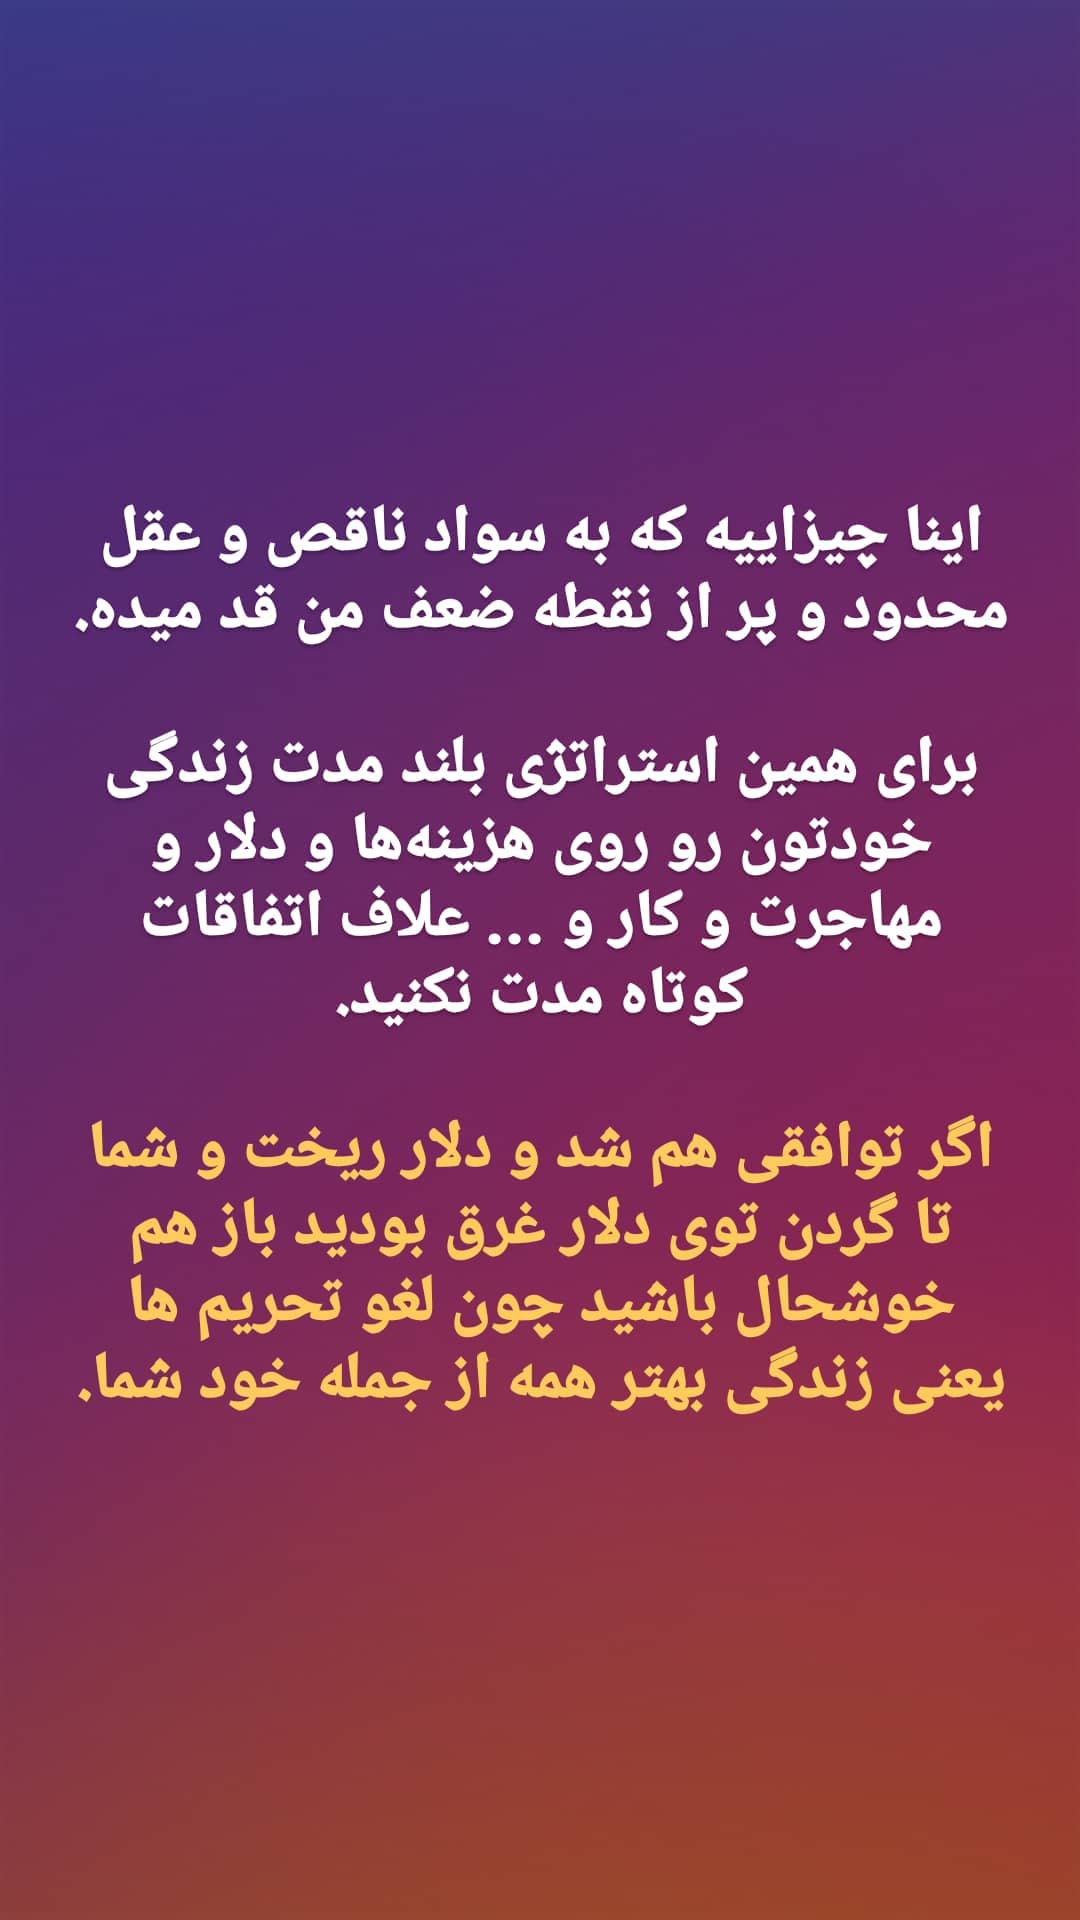 اینا چیزاییه که به سواد ناقص و عقل
محدود و پر از نقطه ضعف من قد میده.
برای همین استراتژی بلند مدت زندگی
خودتون رو روی هزینه‌ها و دلار و
مهاجرت و کار و ... علاف اتفاقات
کوتاه مدت نکنید.
اگر توافقی هم شد و دلار ریخت و شما
تا گردن توی دلار غرق بودید باز هم
خوشحال باشید چون لغو تحریم ها
یعنی زندگی بهتر همه از جمله خود شما.